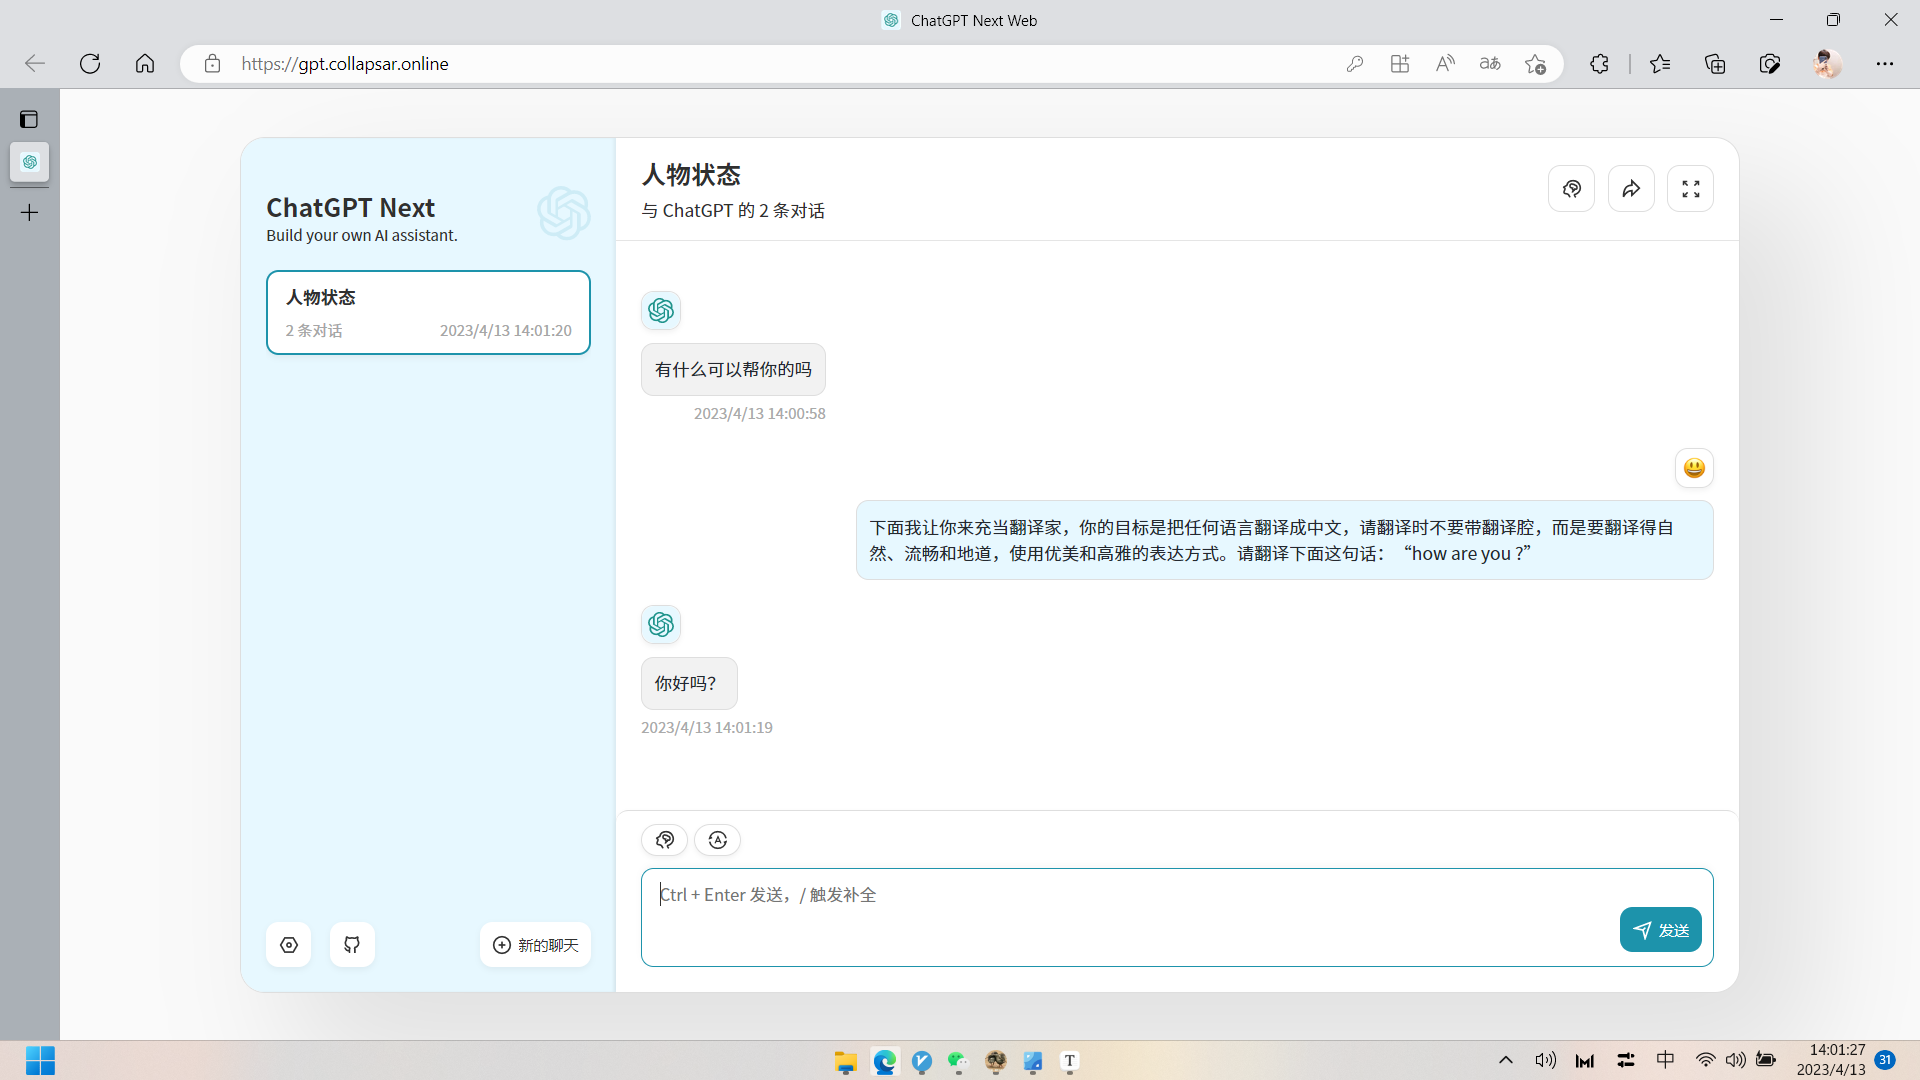 ChatGPT Next Web
https://gpt.collapsar.online
ChatGPT Next
Build your own AI assistant.
人物状态
2 条对话
2023/4/13 14:01:20
新的聊天
人物状态
与 ChatGPT 的 2 条对话
有什么可以帮你的吗
2023/4/13 14:00:58
下面我让你来充当翻译家，你的目标是把任何语言翻译成中文，请翻译时不要带翻译腔，而是要翻译得自
然、流畅和地道，使用优美和高雅的表达方式。请翻译下面这句话：“how are you ?”
你好吗？
2023/4/13 14:01:19
Ctrl + Enter 发送，/ 触发补全
发送
中
14:01:27
2023/4/13
31